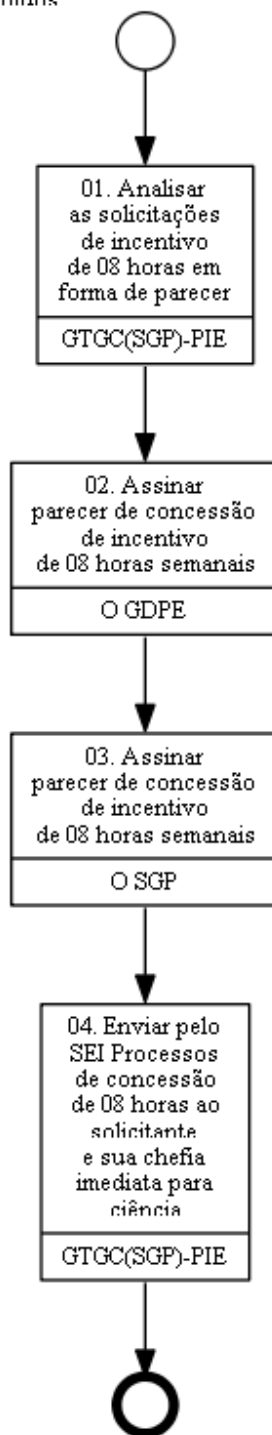 01. Analisar
as solicitações
de incentivo
de 08 horas em
forma de parecer
GTGC(SGP)-PIE
02. Assinar
parecer de concessão
de incentivo
de 08 horas semanais
O GDPE
03. Assinar
parecer de concessão
de incentivo
de 08 horas semanais
O SGP
04. Enviar pelo
SEI Processos
de concessão
de 08 horas ao
solicitante
e sua chefia
imediata para
ciência
GTGC(SGP)-PIE